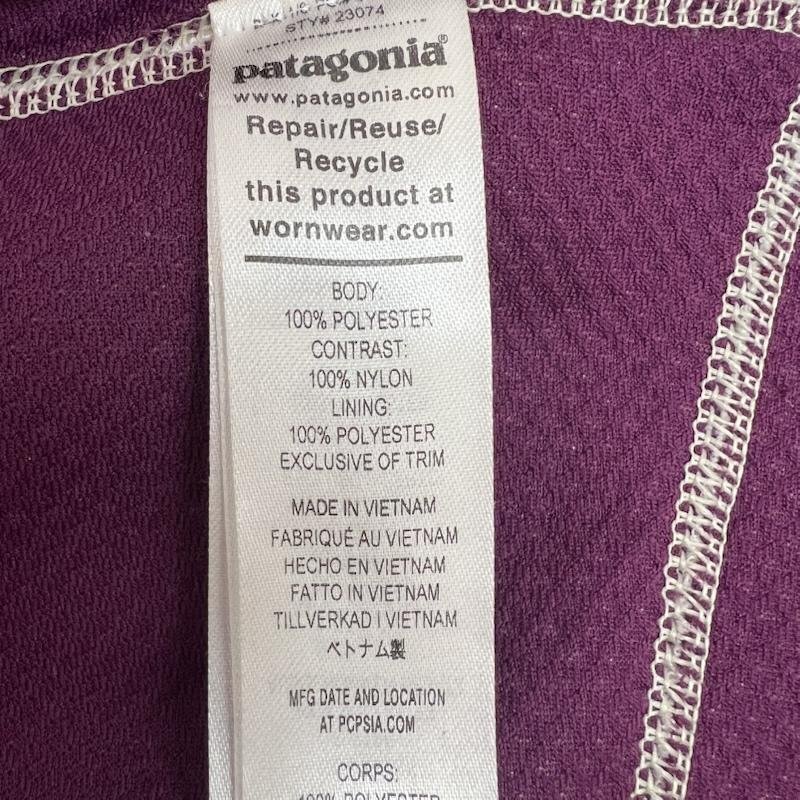 STY# 23074
patagonia®
www.patagonia.com
Repair/Reuse/
Recycle
this product at
wornwear.com
BODY:
100% POLYESTER
CONTRAST:
100% NYLON
LINING:
100% POLYESTER
EXCLUSIVE OF TRIM
MADE IN VIETNAM
FABRIQUÉ AU VIETNAM
HECHO EN VIETNAM
FATTO IN VIETNAM
TILLVERKAD I VIETNAM
ベトナム製
MFG DATE AND LOCATION
AT PCPSIA.COM
CORPS:
100% POLYESTER